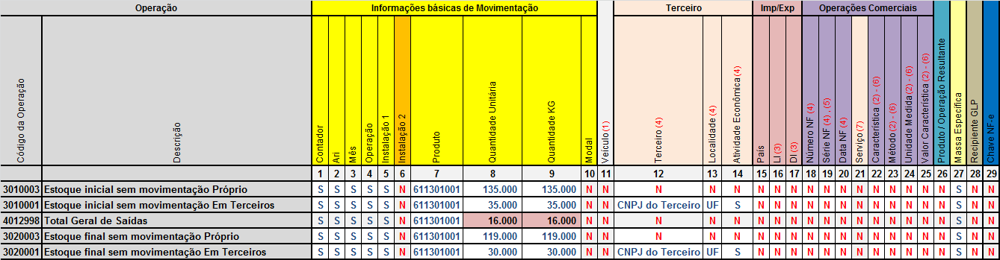 Operação Informações básicas de Movimentação Terceiro Imp/Exp Operações Comerciais
Código da Operação Descrição Contador Ari Mês Operação Instalação 1 Instalação 2 Produto Quantidade Unitária Quantidade KG Modal Veículo (1) Terceiro (4) Localidade (4) Atividade Econômica (4) País LI (3) DI (3) Número NF (4) Série NF (4) , (5) Data NF (4) Serviço (7) Característica (2) - (6) Método (2) - (6) Unidade Medida (2) - (6) Valor Característica (2) - (6) Produto / Operação Resultante Massa Específica Recipiente GLP Chave NF-e
1 2 3 4 5 6 7 8 9 10 11 12 13 14 15 16 17 18 19 20 21 22 23 24 25 26 27 28 29
3010003 Estoque inicial sem movimentação Próprio S S S S S N 611301001 135.000 135.000 N N N N N N N N N N N N N N N N N S N N
3010001 Estoque inicial sem movimentação Em Terceiros S S S S S N 611301001 35.000 35.000 N N CNPJ do Terceiro UF S N N N N N N N N N N N N S N N
4012998 Total Geral de Saídas S S S S S N 611301001 16.000 16.000 N N N N N N N N N N N N N N N N N S N N
3020003 Estoque final sem movimentação Próprio S S S S S N 611301001 119.000 119.000 N N N N N N N N N N N N N N N N N S N N
3020001 Estoque final sem movimentação Em Terceiros S S S S S N 611301001 30.000 30.000 N N CNPJ do Terceiro UF S N N N N N N N N N N N N S N N